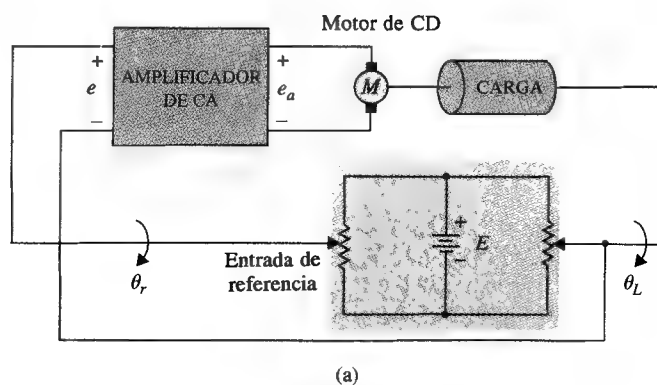 Motor de CD
+
e
−
AMPLIFICADOR
DE CA
+
e_a
−
M
CARGA
+
E
−
Entrada de
referencia
θ_r
θ_L
(a)